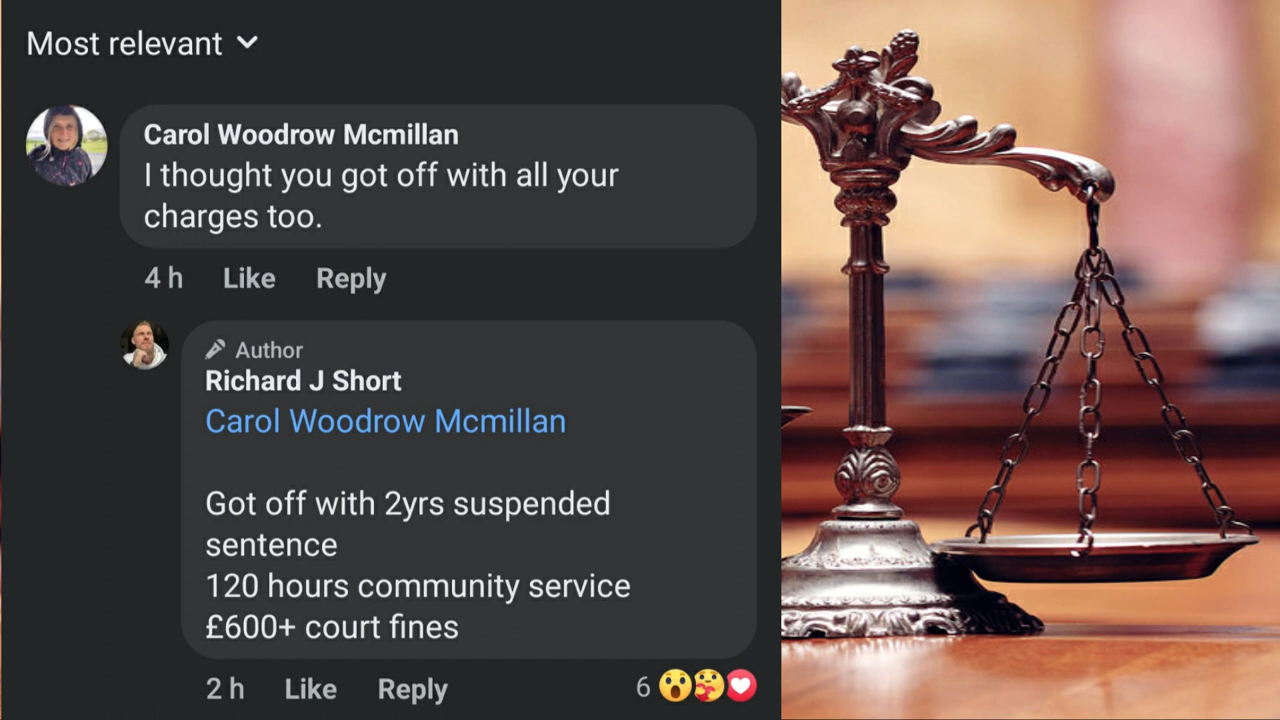 Most relevant
Carol Woodrow Mcmillan
I thought you got off with all your
charges too.
4 h Like Reply
Author
Richard J Short
Carol Woodrow Mcmillan
Got off with 2yrs suspended
sentence
120 hours community service
£600+ court fines
2 h Like Reply 6